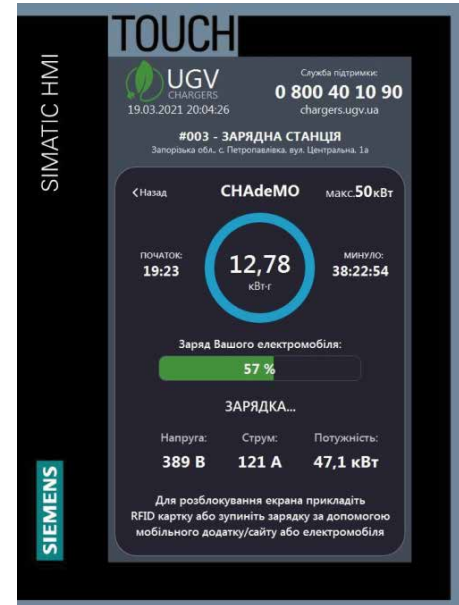 TOUCH
SIMATIC HMI
UGV
CHARGERS
19.03.2021 20:04:26
Служба підтримки:
0 800 40 10 90
chargers.ugv.ua
#003 - ЗАРЯДНА СТАНЦІЯ
Запорізька обл., с. Петропавлівка, вул. Центральна, 1а
<Назад
CHAdeMO
макс.50кВт
ПОЧАТОК:
19:23
12,78
кВт·г
МИНУЛО:
38:22:54
Заряд Вашого електромобіля:
57 %
ЗАРЯДКА...
Напруга:
Струм:
Потужність:
389 В
121 А
47,1 кВт
Для розблокування екрана прикладіть
RFID картку або зупиніть зарядку за допомогою
мобільного додатку/сайту або електромобіля
SIEMENS